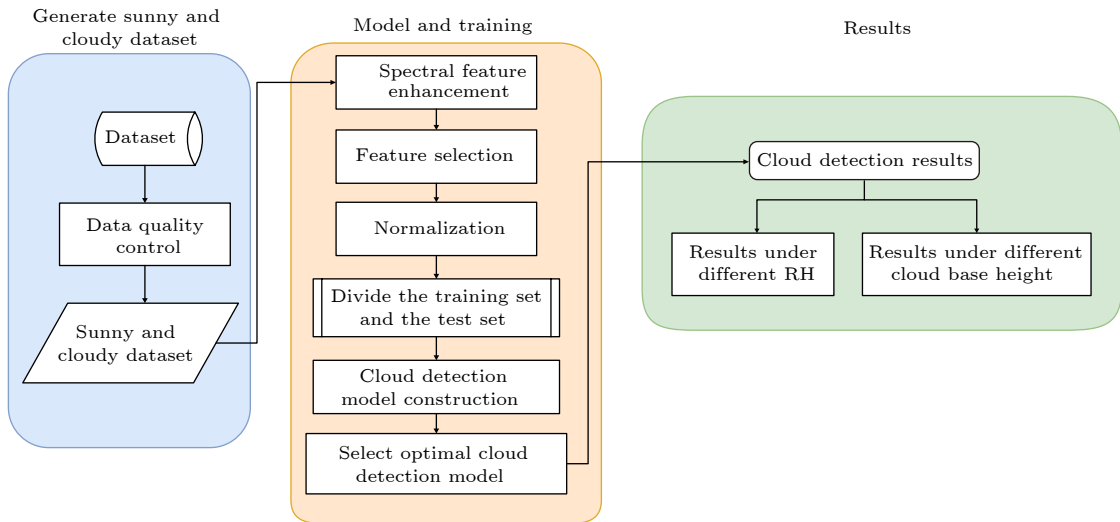 Generate sunny and
cloudy dataset
Dataset
Data quality
control
Sunny and
cloudy dataset
Model and training
Spectral feature
enhancement
Feature selection
Normalization
Divide the training set
and the test set
Cloud detection
model construction
Select optimal cloud
detection model
Results
Cloud detection results
Results under
different RH
Results under different
cloud base height